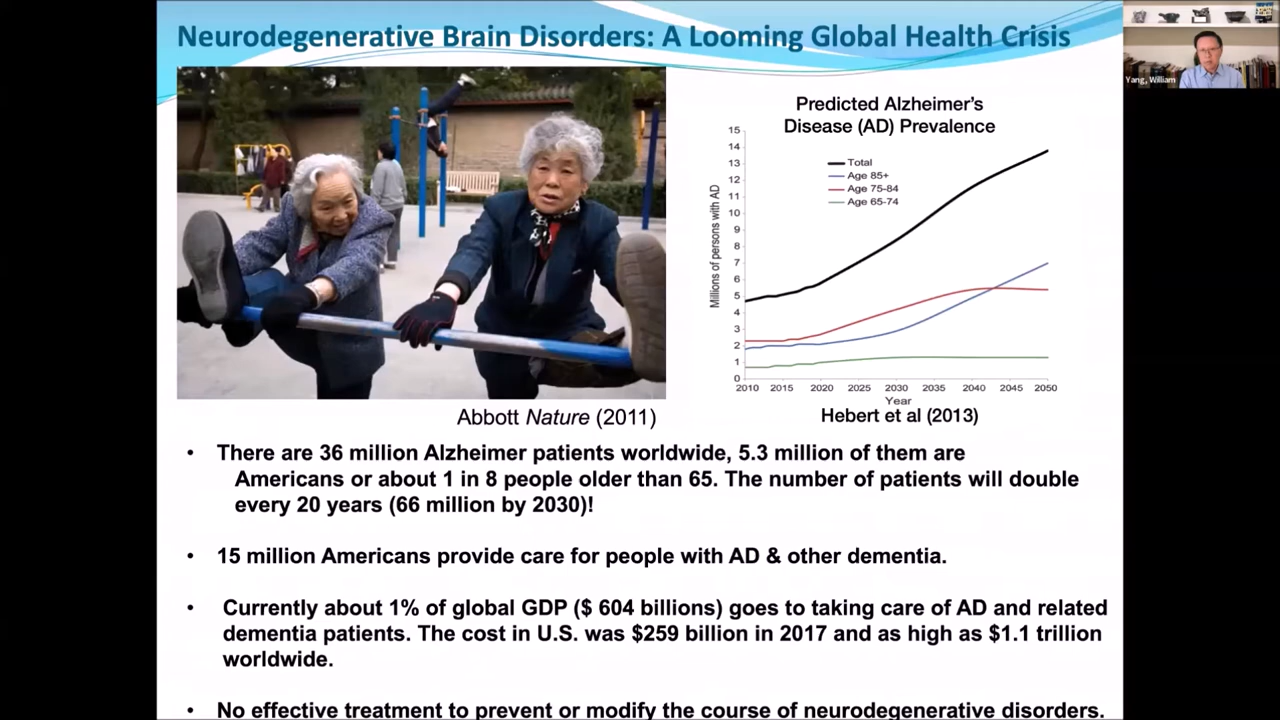 Neurodegenerative Brain Disorders: A Looming Global Health Crisis
Yang, William
Predicted Alzheimer's
Disease (AD) Prevalence
Millions of persons with AD
15
14
13
12
11
10
9
8
7
6
5
4
3
2
1
0
Total
Age 85+
Age 75-84
Age 65-74
2010 2015 2020 2025 2030 2035 2040 2045 2050
Year
Abbott Nature (2011)
Hebert et al (2013)
• There are 36 million Alzheimer patients worldwide, 5.3 million of them are
Americans or about 1 in 8 people older than 65. The number of patients will double
every 20 years (66 million by 2030)!
• 15 million Americans provide care for people with AD & other dementia.
• Currently about 1% of global GDP ($ 604 billions) goes to taking care of AD and related
dementia patients. The cost in U.S. was $259 billion in 2017 and as high as $1.1 trillion
worldwide.
• No effective treatment to prevent or modify the course of neurodegenerative disorders.